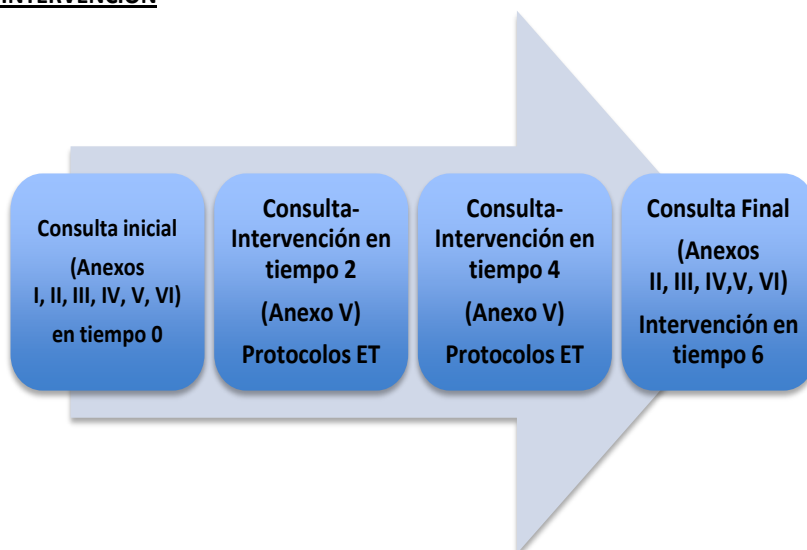 INTERVENCIÓN
Consulta inicial
(Anexos
I, II, III, IV, V, VI)
en tiempo 0
Consulta-
Intervención en
tiempo 2
(Anexo V)
Protocolos ET
Consulta-
Intervención en
tiempo 4
(Anexo V)
Protocolos ET
Consulta Final
(Anexos
II, III, IV,V, VI)
Intervención en
tiempo 6